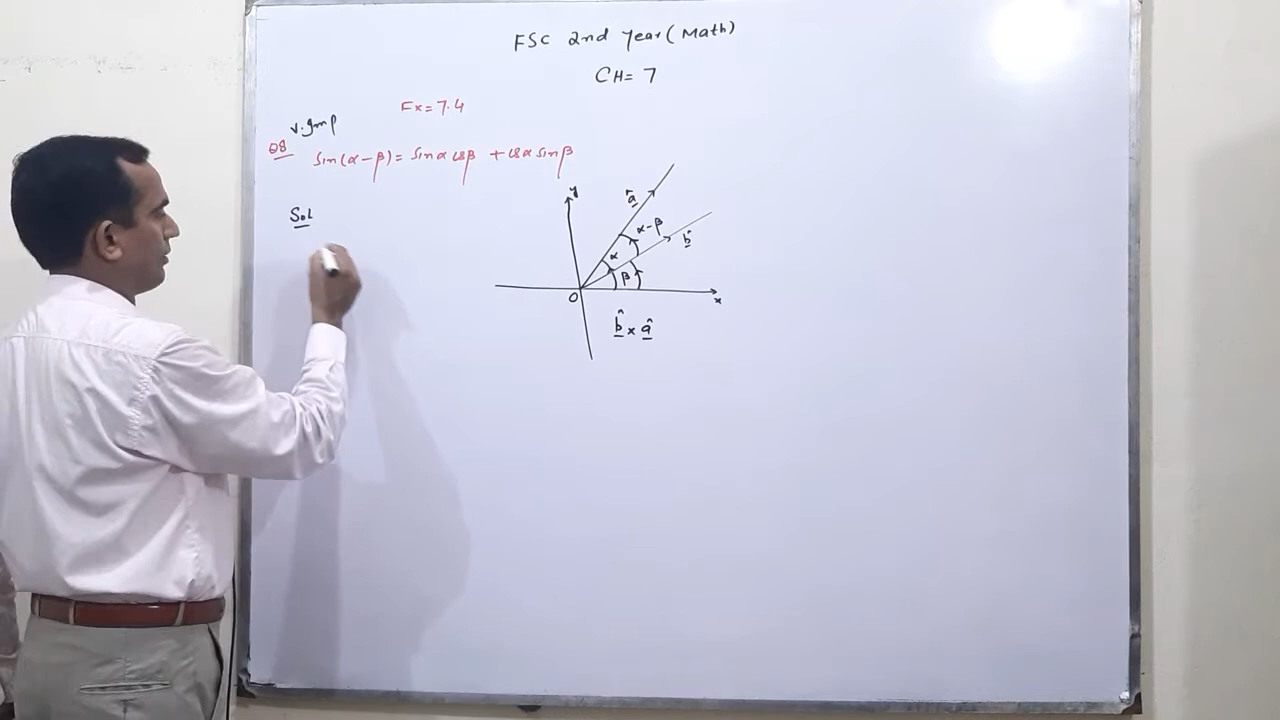 FSC 2nd year (Math)
CH= 7
Ex= 7.4
V.Imp
Q8 Sin(α-β)= Sinα cosβ + cosα sinβ
Sol
y
â
α-β
b̂
α
β
O
x
b̂ × â